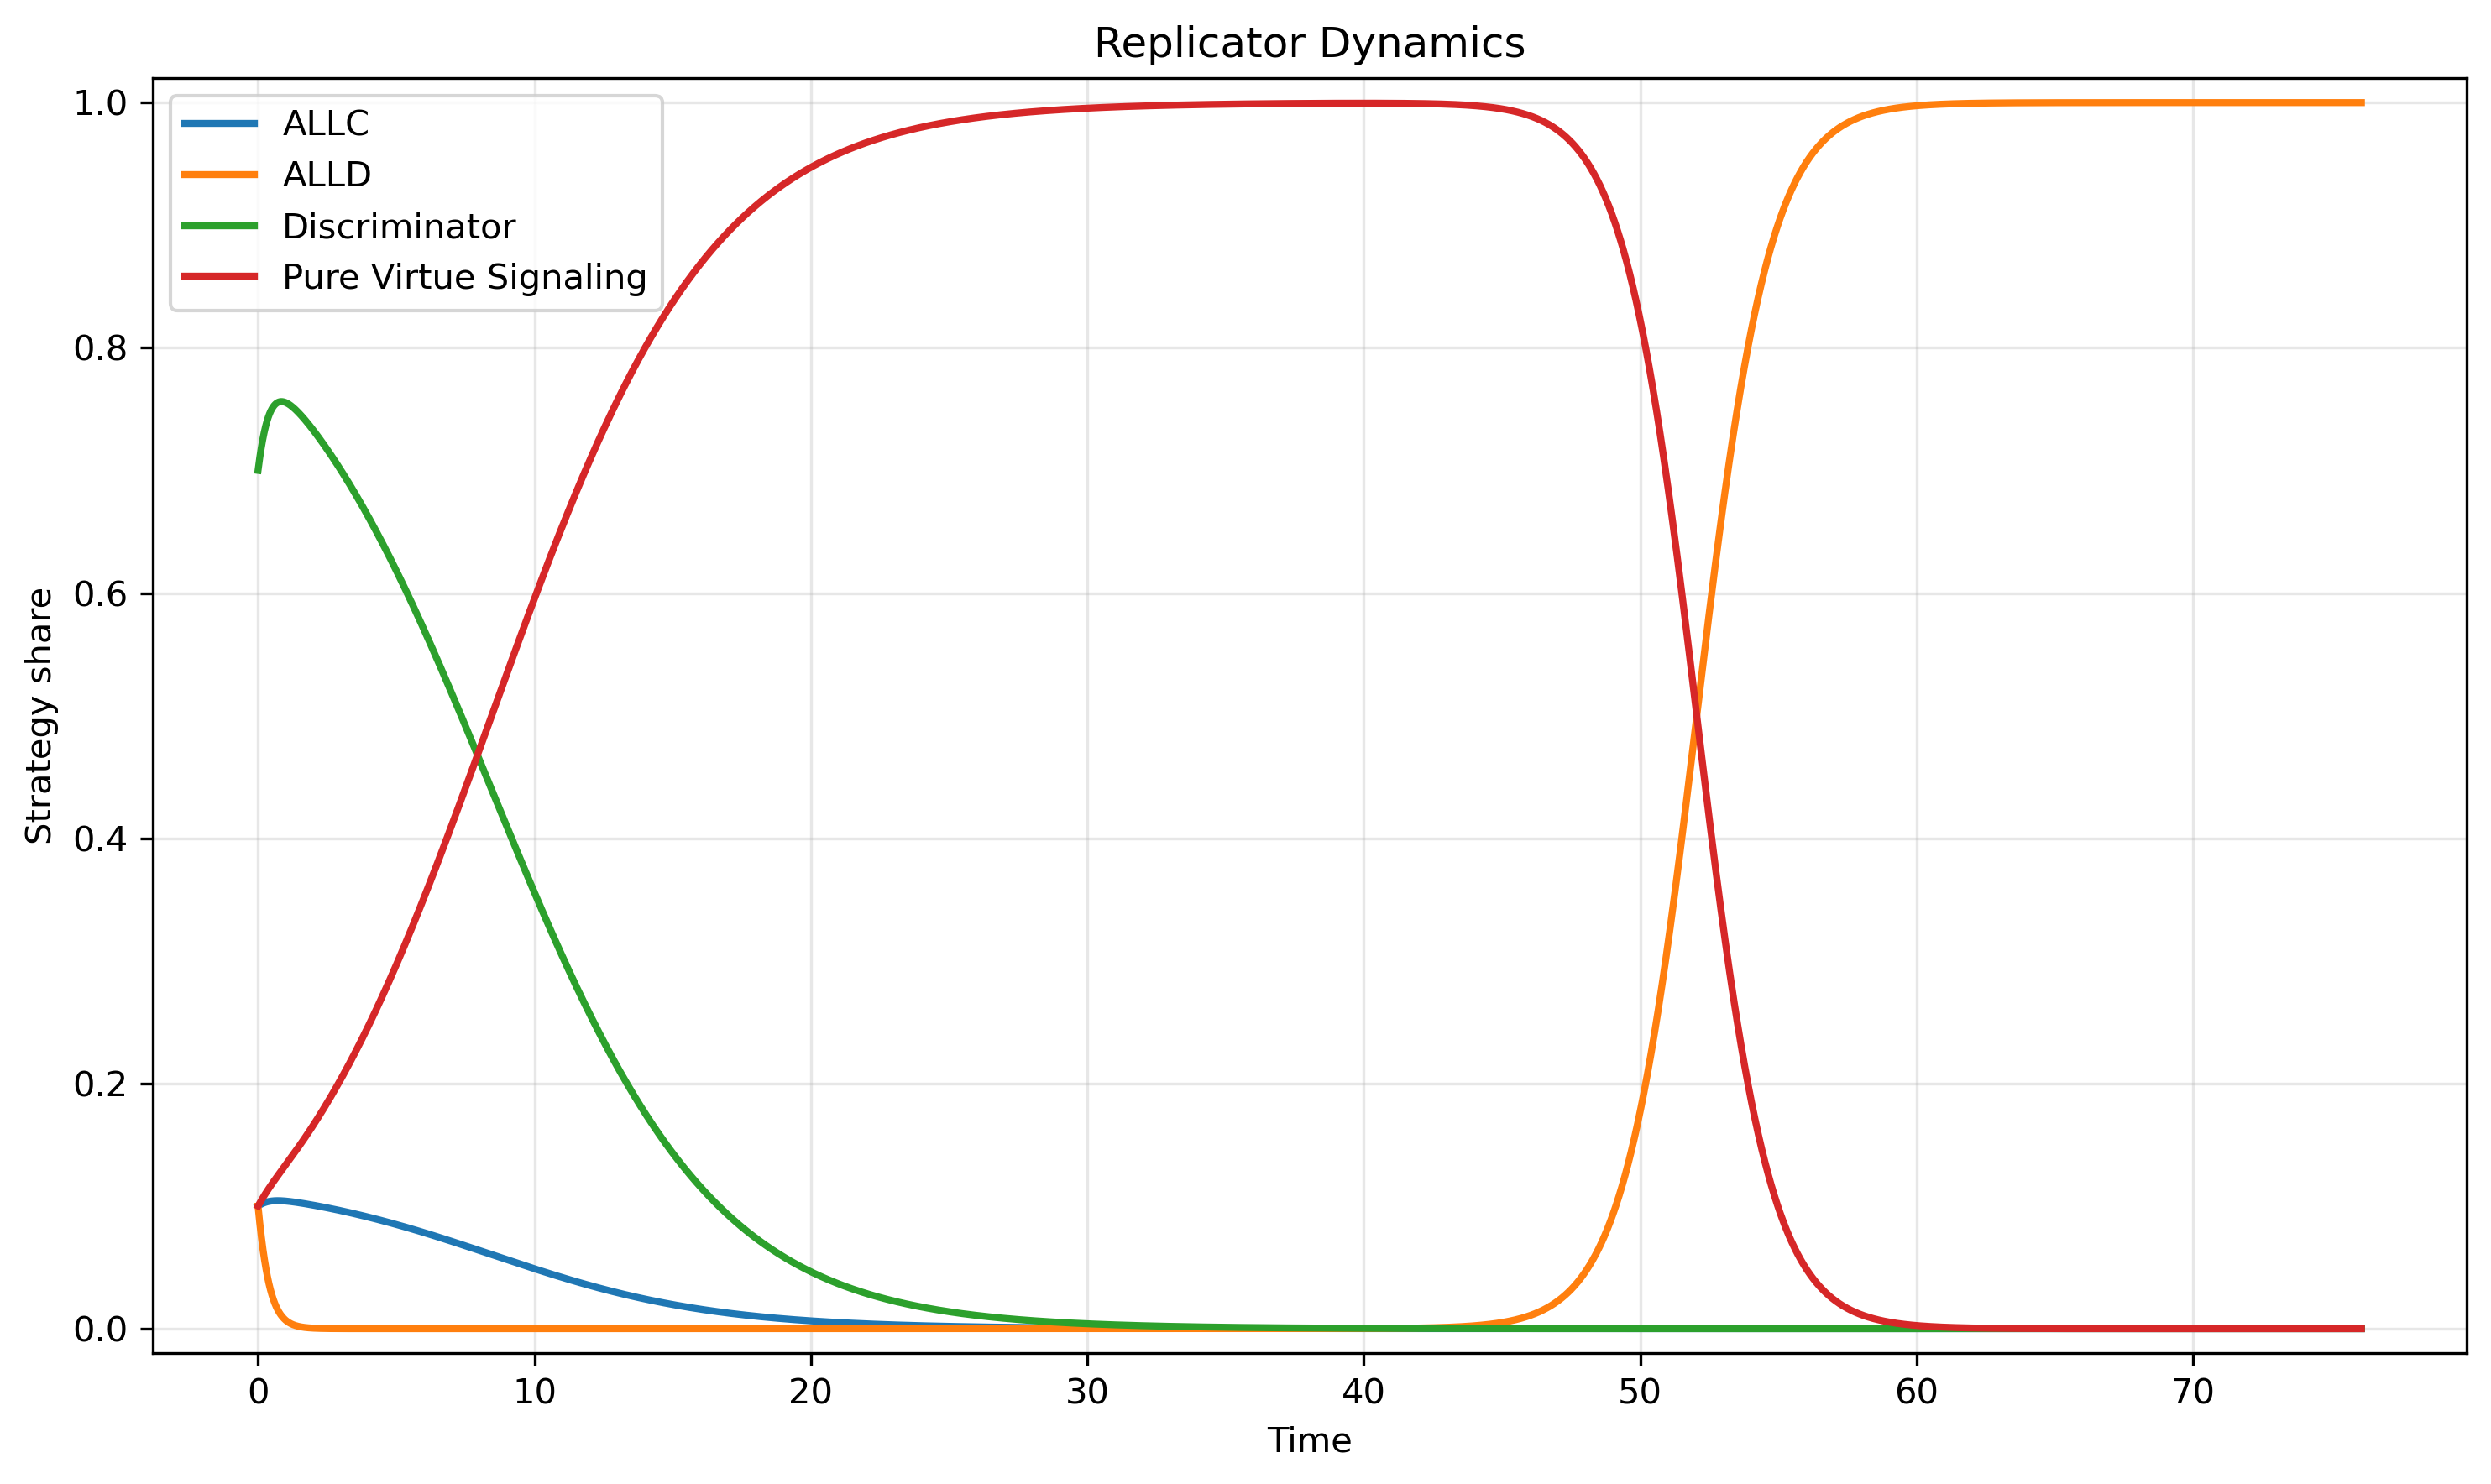 Replicator Dynamics
ALLC
ALLD
Discriminator
Pure Virtue Signaling
Strategy share
1.0
0.8
0.6
0.4
0.2
0.0
0 10 20 30 40 50 60 70
Time